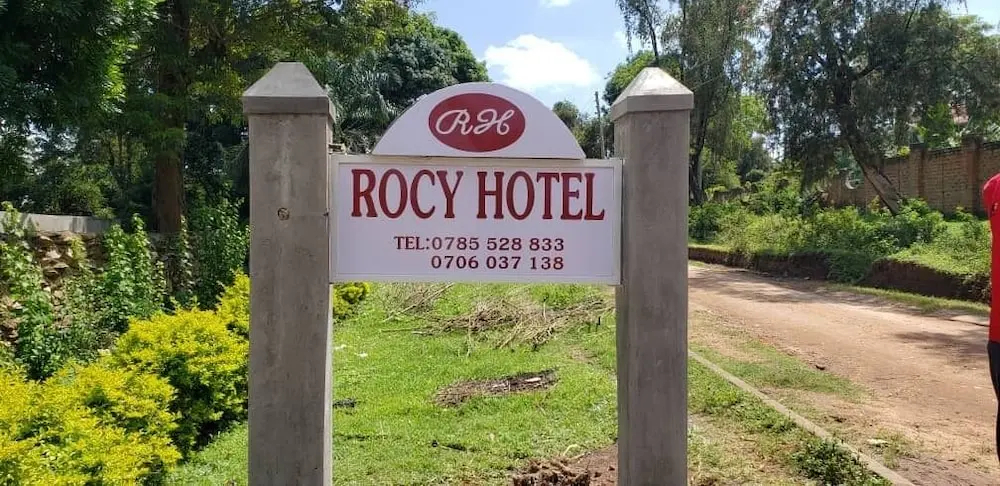 RH
ROCY HOTEL
TEL:0785 528 833
0706 037 138